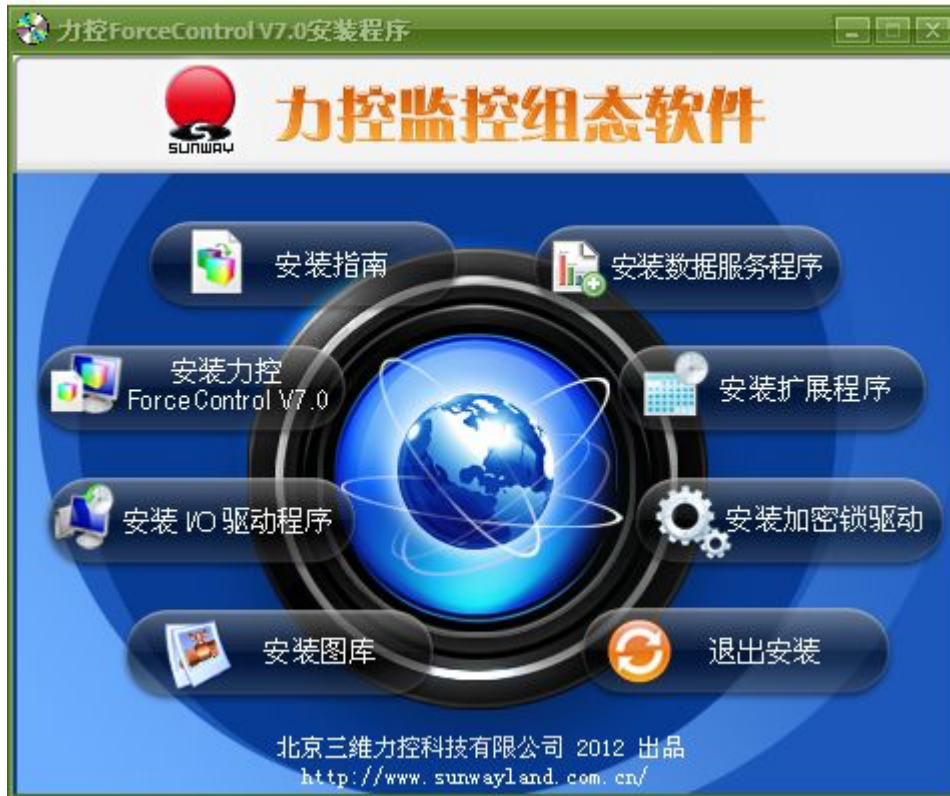 力控ForceControl V7.0安装程序
SUNWAY
力控监控组态软件
安装指南
安装数据服务程序
安装力控
ForceControl V7.0
安装扩展程序
安装 I/O 驱动程序
安装加密锁驱动
安装图库
退出安装
北京三維力控科技有限公司 2012 出品
http://www.sunwayland.com.cn/